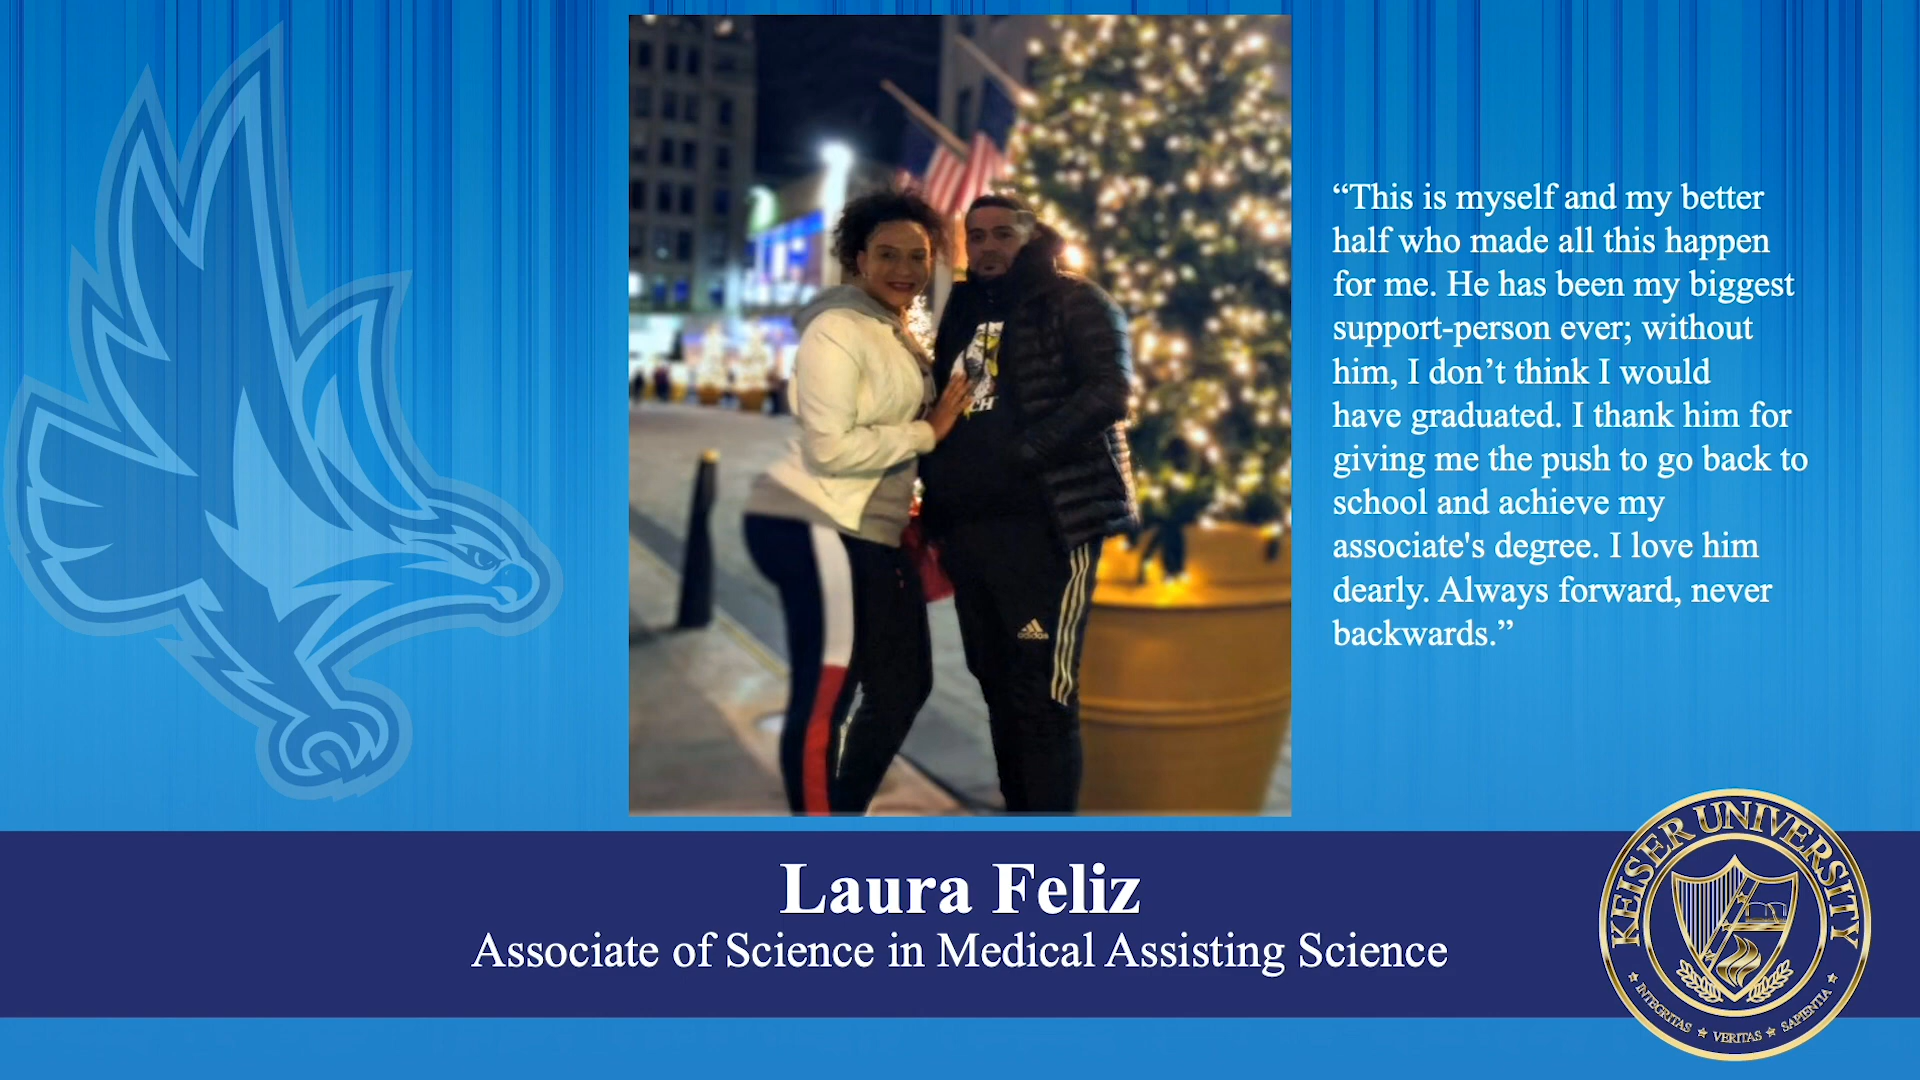 “This is myself and my better
half who made all this happen
for me. He has been my biggest
support-person ever; without
him, I don’t think I would
have graduated. I thank him for
giving me the push to go back to
school and achieve my
associate's degree. I love him
dearly. Always forward, never
backwards.”
CH
adidas
Laura Feliz
Associate of Science in Medical Assisting Science
KEISER UNIVERSITY
INTEGRITAS ★ VERITAS ★ SAPIENTIA